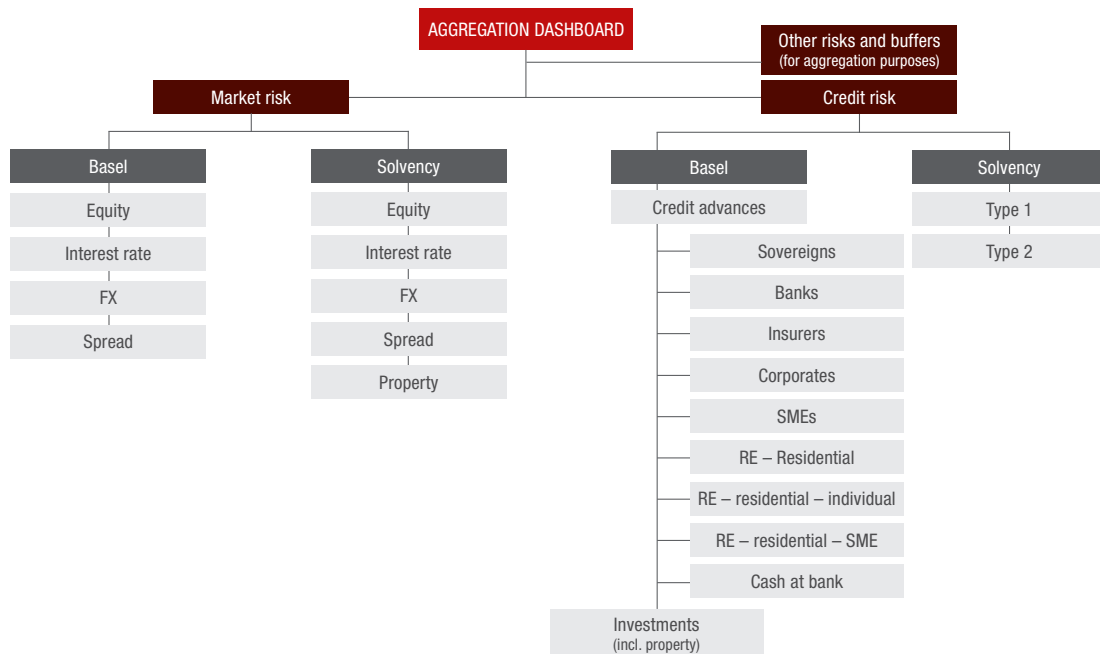 AGGREGATION DASHBOARD
Other risks and buffers
(for aggregation purposes)
Market risk
Credit risk
Basel
Equity
Interest rate
FX
Spread
Solvency
Equity
Interest rate
FX
Spread
Property
Basel
Credit advances
Sovereigns
Banks
Insurers
Corporates
SMEs
RE – Residential
RE – residential – individual
RE – residential – SME
Cash at bank
Investments
(incl. property)
Solvency
Type 1
Type 2